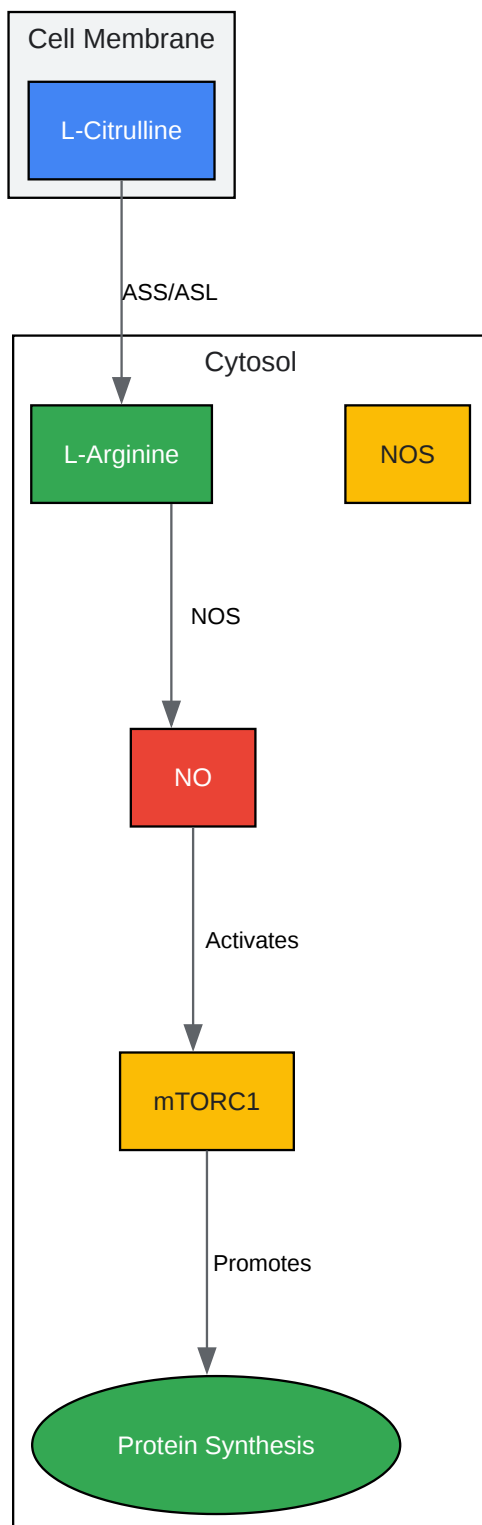 Cell Membrane
L-Citrulline
ASS/ASL
Cytosol
L-Arginine
NOS
NOS
NO
Activates
mTORC1
Promotes
Protein Synthesis